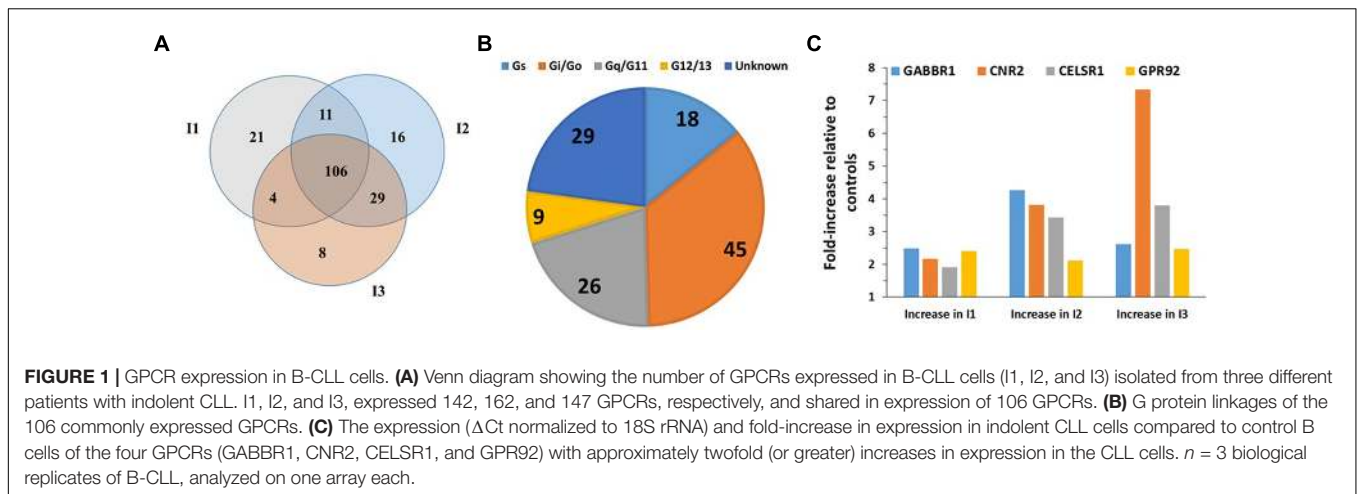 A
I1
I2
I3
21
11
16
106
4
29
8
B
Gs Gi/Go Gq/G11 G12/13 Unknown
18
45
26
9
29
C
GABBR1 CNR2 CELSR1 GPR92
Fold-increase relative to
controls
8
7
6
5
4
3
2
1
Increase in I1 Increase in I2 Increase in I3
FIGURE 1 | GPCR expression in B-CLL cells. (A) Venn diagram showing the number of GPCRs expressed in B-CLL cells (I1, I2, and I3) isolated from three different
patients with indolent CLL. I1, I2, and I3, expressed 142, 162, and 147 GPCRs, respectively, and shared in expression of 106 GPCRs. (B) G protein linkages of the
106 commonly expressed GPCRs. (C) The expression (ΔCt normalized to 18S rRNA) and fold-increase in expression in indolent CLL cells compared to control B
cells of the four GPCRs (GABBR1, CNR2, CELSR1, and GPR92) with approximately twofold (or greater) increases in expression in the CLL cells. n = 3 biological
replicates of B-CLL, analyzed on one array each.